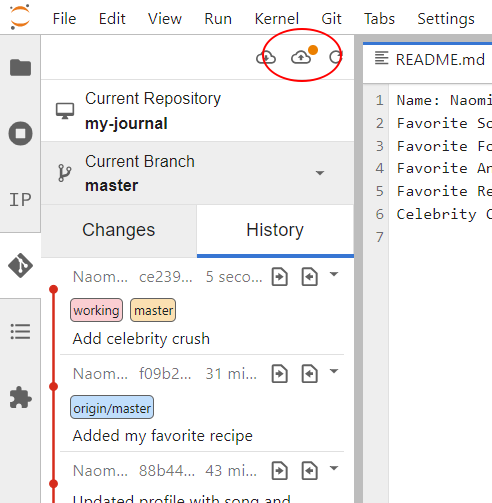 File Edit View Run Kernel Git Tabs Settings
README.md
Current Repository
my-journal
Current Branch
master
Changes History
Naom... ce239... 5 seco...
working master
Add celebrity crush
Naom... f09b2... 31 mi...
origin/master
Added my favorite recipe
Naom... 88b44... 43 mi...
Updated profile with song and
IP
1 Name: Naomi
2 Favorite So
3 Favorite Fo
4 Favorite An
5 Favorite Re
6 Celebrity C
7